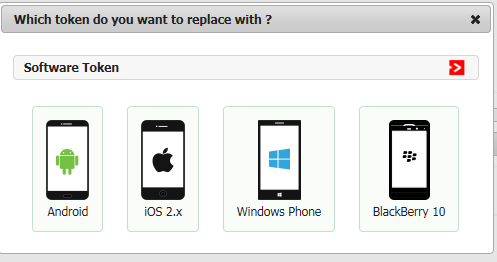 Which token do you want to replace with ?
Software Token
Android
iOS 2.x
Windows Phone
BlackBerry 10